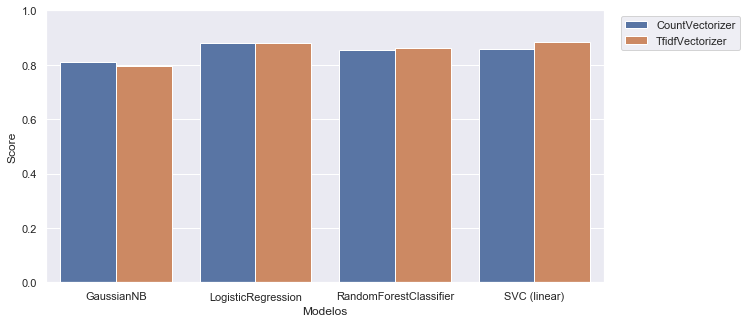 1.0
0.8
0.6
0.4
0.2
0.0
Score
GaussianNB
LogisticRegression
RandomForestClassifier
SVC (linear)
Modelos
CountVectorizer
TfidfVectorizer